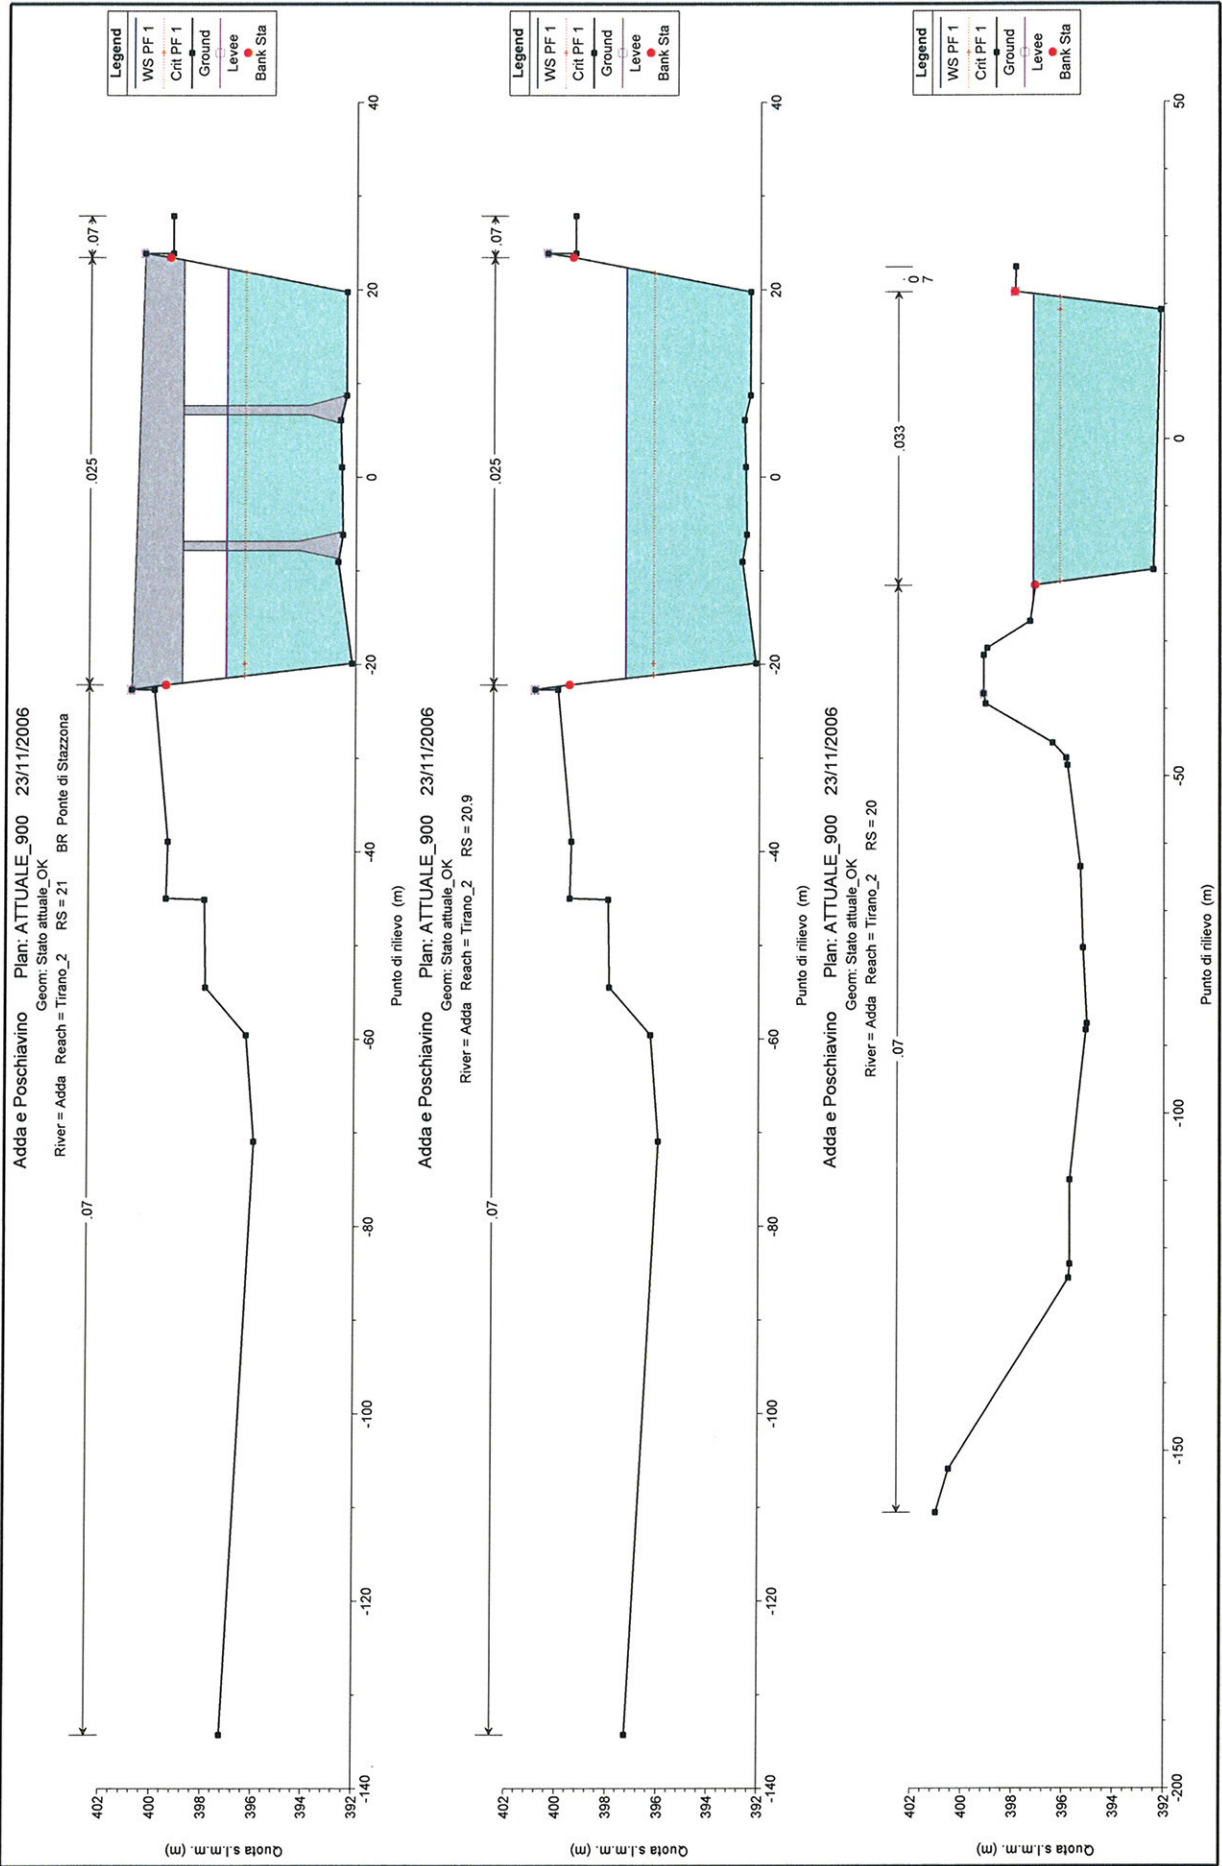 Adda e Poschiavino Plan: ATTUALE_900 23/11/2006
Geom: Stato attuale_OK
River = Adda Reach = Tirano_2 RS = 21 BR Ponte di Stazzona
.07
.025
.07
Legend
WS PF 1
Crit PF 1
Ground
Levee
Bank Sta
Quota s.l.m.m. (m)
402
400
398
396
394
392
-140
-120
-100
-80
-60
-40
-20
0
20
40
Punto di rilievo (m)
Adda e Poschiavino Plan: ATTUALE_900 23/11/2006
Geom: Stato attuale_OK
River = Adda Reach = Tirano_2 RS = 20.9
.07
.025
.07
Legend
WS PF 1
Crit PF 1
Ground
Levee
Bank Sta
Quota s.l.m.m. (m)
402
400
398
396
394
392
-140
-120
-100
-80
-60
-40
-20
0
20
40
Punto di rilievo (m)
Adda e Poschiavino Plan: ATTUALE_900 23/11/2006
Geom: Stato attuale_OK
River = Adda Reach = Tirano_2 RS = 20
.07
.033
.
0
7
Legend
WS PF 1
Crit PF 1
Ground
Levee
Bank Sta
Quota s.l.m.m. (m)
402
400
398
396
394
392
-200
-150
-100
-50
0
50
Punto di rilievo (m)